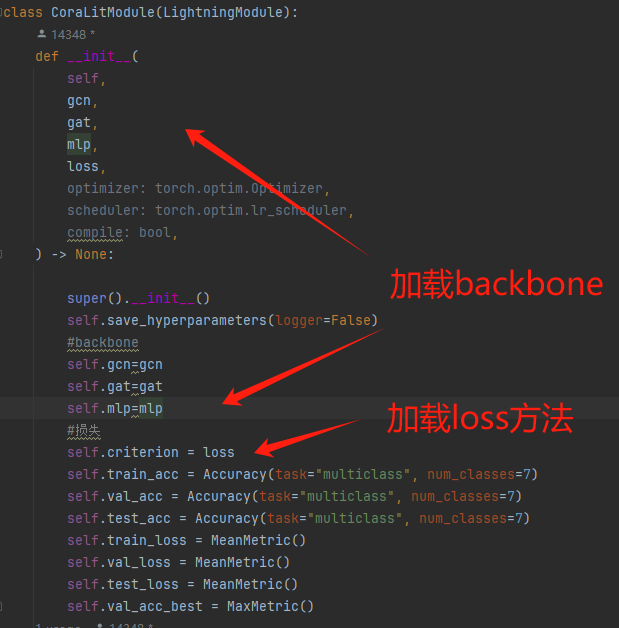 class CoraLitModule(LightningModule):
14348 *
def __init__(
self,
gcn,
gat,
mlp,
loss,
optimizer: torch.optim.Optimizer,
scheduler: torch.optim.lr_scheduler,
compile: bool,
) -> None:
加载backbone
super().__init__()
self.save_hyperparameters(logger=False)
#backbone
self.gcn=gcn
self.gat=gat
self.mlp=mlp
加载loss方法
#损失
self.criterion = loss
self.train_acc = Accuracy(task="multiclass", num_classes=7)
self.val_acc = Accuracy(task="multiclass", num_classes=7)
self.test_acc = Accuracy(task="multiclass", num_classes=7)
self.train_loss = MeanMetric()
self.val_loss = MeanMetric()
self.test_loss = MeanMetric()
self.val_acc_best = MaxMetric()